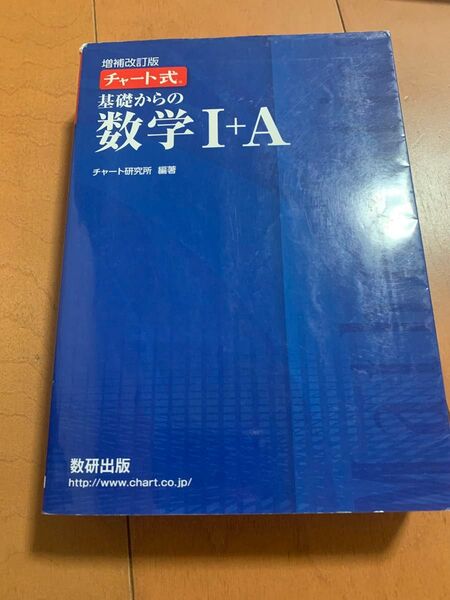 増補改訂版
チャート式
基礎からの
数学 I+A
チャート研究所 編著
数研出版
http://www.chart.co.jp/